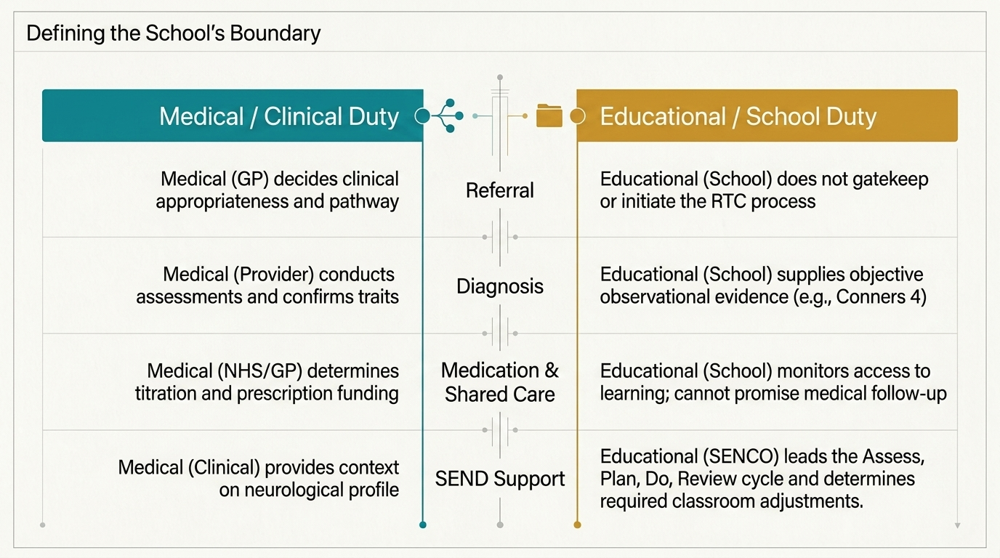 Defining the School's Boundary
Medical / Clinical Duty
Educational / School Duty
Medical (GP) decides clinical
appropriateness and pathway
Referral
Educational (School) does not gatekeep
or initiate the RTC process
Medical (Provider) conducts
assessments and confirms traits
Diagnosis
Educational (School) supplies objective
observational evidence (e.g., Conners 4)
Medical (NHS/GP) determines
titration and prescription funding
Medication &
Shared Care
Educational (School) monitors access to
learning; cannot promise medical follow-up
Medical (Clinical) provides context
on neurological profile
SEND Support
Educational (SENCO) leads the Assess,
Plan, Do, Review cycle and determines
required classroom adjustments.